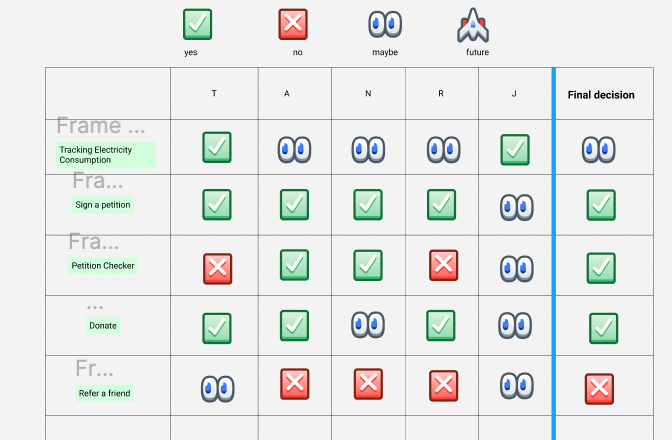 yes
no
maybe
future
T
A
N
R
J
Final decision
Frame ...
Tracking Electricity
Consumption
Fra...
Sign a petition
Fra...
Petition Checker
...
Donate
Fr...
Refer a friend